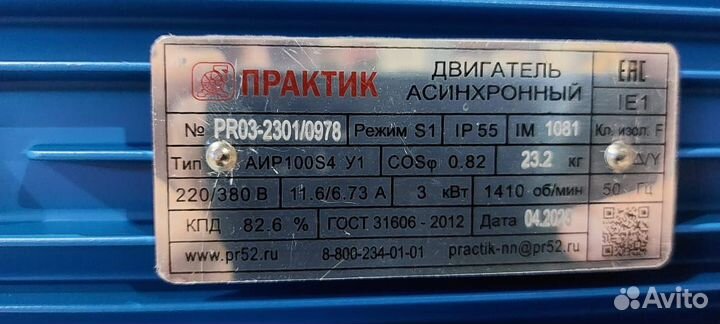 ПРАКТИК ДВИГАТЕЛЬ АСИНХРОННЫЙ EAC
IE1
№ PR03-2301/0978 Режим S1 IP 55 IM 1081 Кл. изол. F
Тип АИР100S4 У1 COSφ 0.82 23.2 кг Δ/Y
220/380 В 11.6/6.73 А 3 кВт 1410 об/мин 50 Гц
КПД 82.6 % ГОСТ 31606 - 2012 Дата
www.pr52.ru 8-800-234-01-01 practik-nn@pr52.ru
Avito